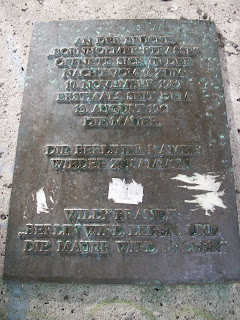 AN DER BRÜCKE
BORNHOLMER STRASSE
ÖFFNETE SICH IN DER
NACHT VOM 9. ZUM
10. NOVEMBER 1989
ERSTMALS SEIT DEM
13. AUGUST 1961
DIE MAUER.
DIE BERLINER KAMEN
WIEDER ZUSAMMEN.
WILLY BRANDT:
„BERLIN WIRD LEBEN UND
DIE MAUER WIRD FALLEN“